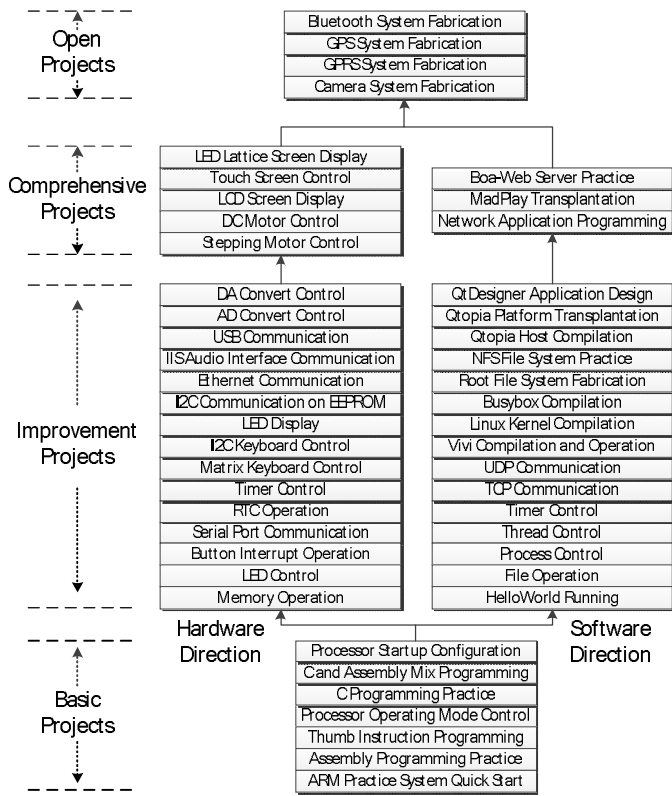 Open
Projects
Bluetooth System Fabrication
GPS System Fabrication
GPRS System Fabrication
Camera System Fabrication
Comprehensive
Projects
LED Lattice Screen Display
Touch Screen Control
LCD Screen Display
DC Motor Control
Stepping Motor Control
Boa-Web Server Practice
MadPlay Transplantation
Network Application Programming
Improvement
Projects
DA Convert Control
AD Convert Control
USB Communication
IIS Audio Interface Communication
Ethernet Communication
I2C Communication on EEPROM
LED Display
I2C Keyboard Control
Matrix Keyboard Control
Timer Control
RTC Operation
Serial Port Communication
Button Interrupt Operation
LED Control
Memory Operation
Qt Designer Application Design
Qtopia Platform Transplantation
Qtopia Host Compilation
NFS File System Practice
Root File System Fabrication
Busybox Compilation
Linux Kernel Compilation
Vivi Compilation and Operation
UDP Communication
TCP Communication
Timer Control
Thread Control
Process Control
File Operation
HelloWorld Running
Hardware
Direction
Software
Direction
Basic
Projects
Processor Startup Configuration
C and Assembly Mix Programming
C Programming Practice
Processor Operating Mode Control
Thumb Instruction Programming
Assembly Programming Practice
ARM Practice System Quick Start